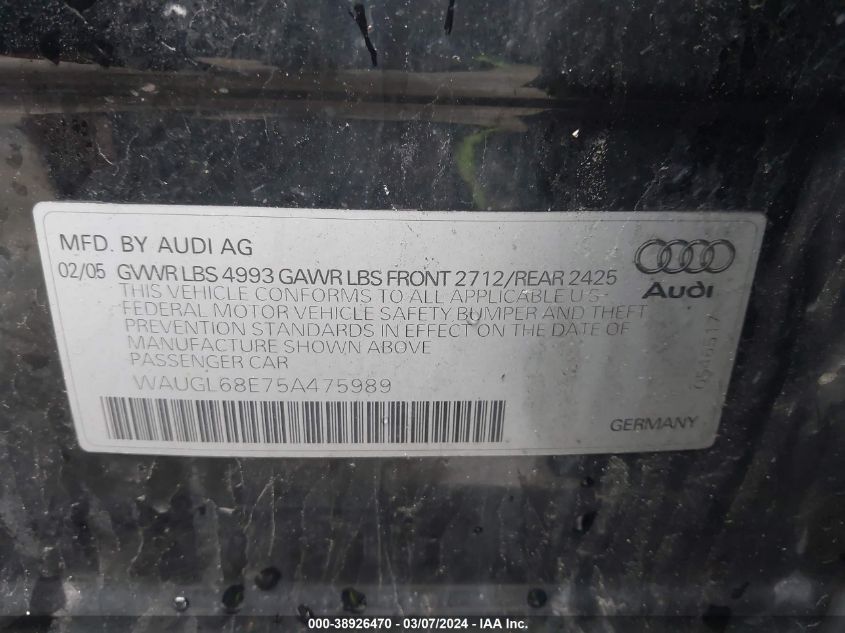 MFD. BY AUDI AG
02/05 GVWR LBS 4993 GAWR LBS FRONT 2712/REAR 2425
THIS VEHICLE CONFORMS TO ALL APPLICABLE U.S.
FEDERAL MOTOR VEHICLE SAFETY BUMPER AND THEFT
PREVENTION STANDARDS IN EFFECT ON THE DATE OF
MANUFACTURE SHOWN ABOVE
PASSENGER CAR
WAUGL68E75A475989
Audi
0546517
GERMANY
000-38926470 - 03/07/2024 - IAA Inc.